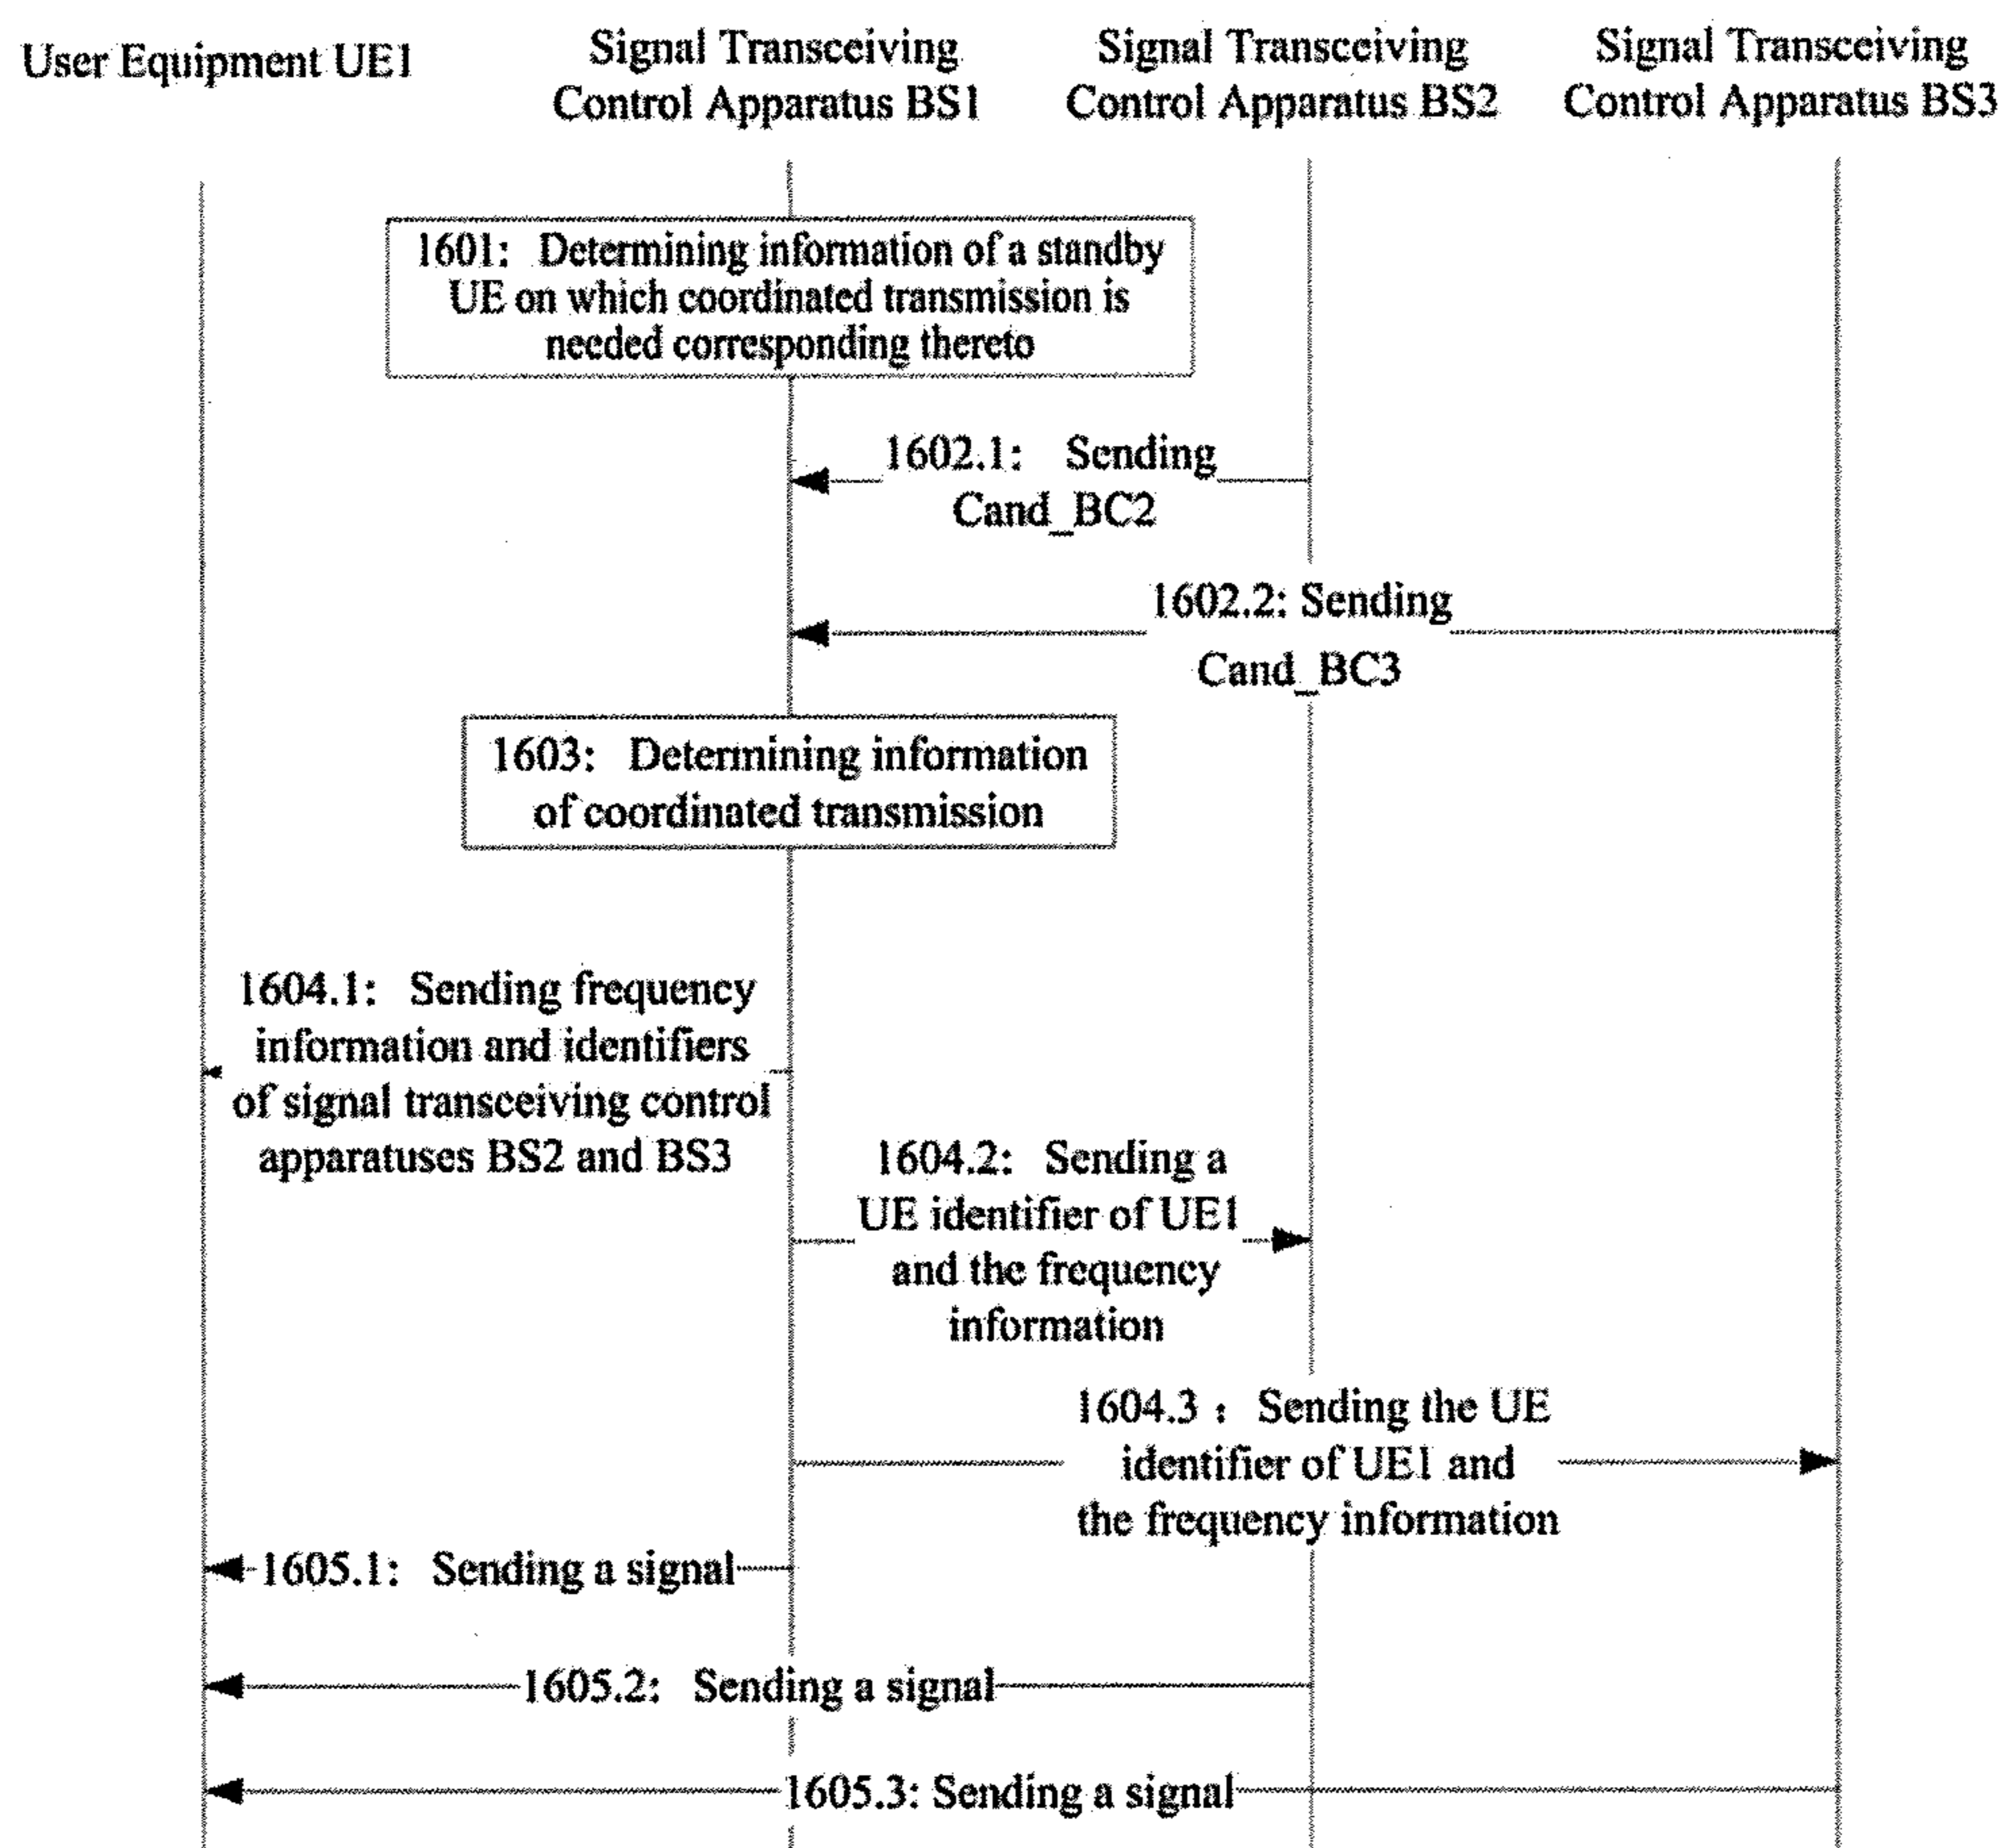 User Equipment UE1
Signal Transceiving
Control Apparatus BS1
Signal Transceiving
Control Apparatus BS2
Signal Transceiving
Control Apparatus BS3
1601: Determining information of a standby
UE on which coordinated transmission is
needed corresponding thereto
1602.1: Sending
Cand_BC2
1602.2: Sending
Cand_BC3
1603: Determining information
of coordinated transmission
1604.1: Sending frequency
information and identifiers
of signal transceiving control
apparatuses BS2 and BS3
1604.2: Sending a
UE identifier of UE1
and the frequency
information
1604.3 : Sending the UE
identifier of UE1 and
the frequency information
1605.1: Sending a signal
1605.2: Sending a signal
1605.3: Sending a signal